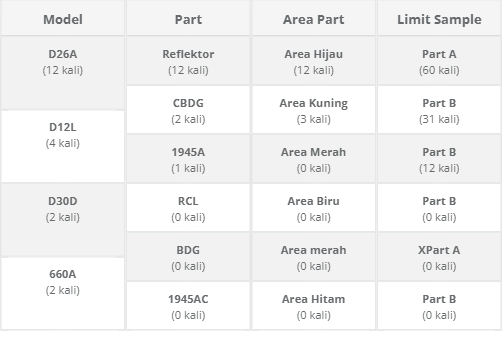 Model Part Area Part Limit Sample
D26A Reflektor Area Hijau Part A
(12 kali) (12 kali) (12 kali) (60 kali)
CBDG Area Kuning Part B
(2 kali) (3 kali) (31 kali)
D12L
(4 kali)
1945A Area Merah Part B
(1 kali) (0 kali) (12 kali)
D30D RCL Area Biru Part B
(2 kali) (0 kali) (0 kali) (0 kali)
BDG Area merah XPart A
(0 kali) (0 kali) (0 kali)
660A
(2 kali)
1945AC Area Hitam Part B
(0 kali) (0 kali) (0 kali)